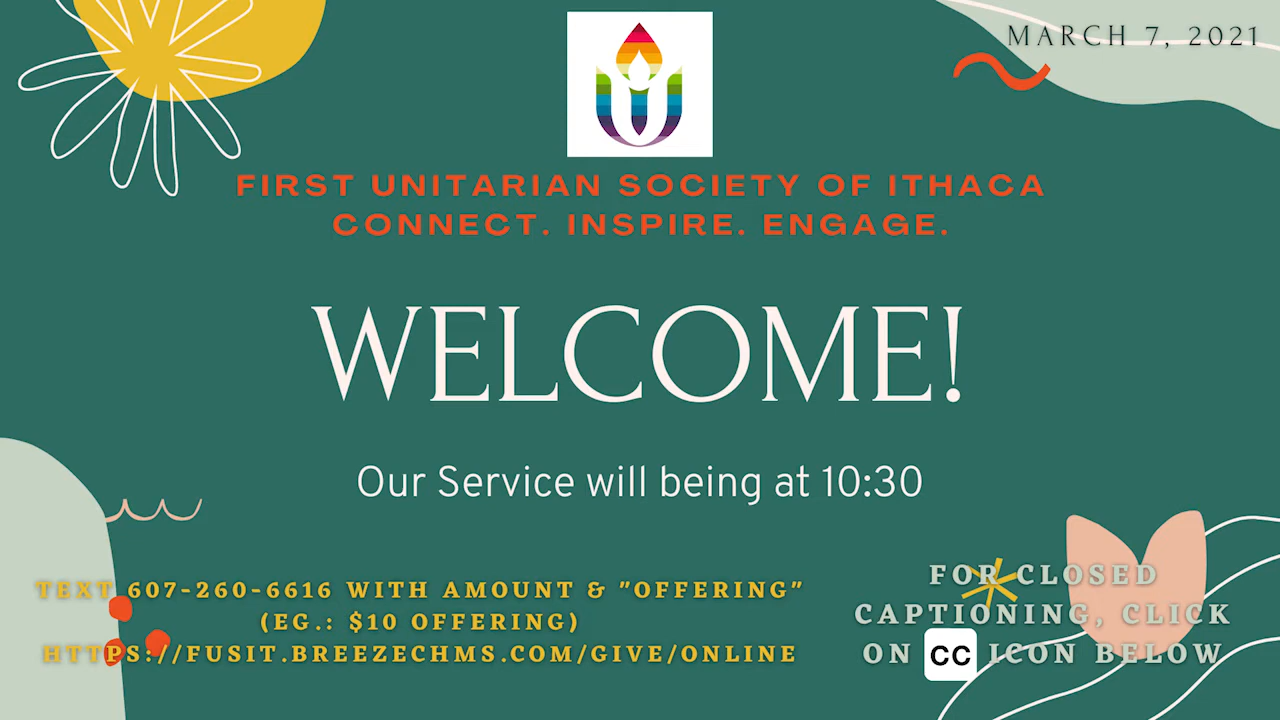 MARCH 7, 2021
FIRST UNITARIAN SOCIETY OF ITHACA
CONNECT. INSPIRE. ENGAGE.
WELCOME!
Our Service will being at 10:30
TEXT 607-260-6616 WITH AMOUNT & "OFFERING"
(EG.: $10 OFFERING)
HTTPS://FUSIT.BREEZECHMS.COM/GIVE/ONLINE
FOR CLOSED
CAPTIONING, CLICK
ON CC ICON BELOW